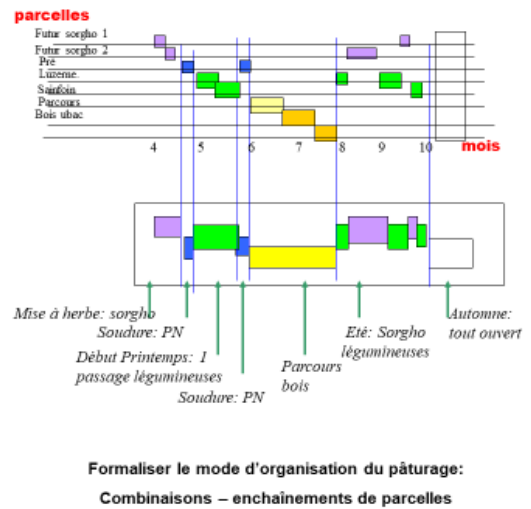 parcelles
Futur sorgho 1
Futur sorgho 2
Pré
Luzerne.
Sainfoin
Parcours
Bois ubac
4 5 6 7 8 9 10 mois
Mise à herbe: sorgho
Soudure: PN
Début Printemps: 1
passage légumineuses
Soudure: PN
Parcours
bois
Eté: Sorgho
légumineuses
Automne:
tout ouvert
Formaliser le mode d'organisation du pâturage:
Combinaisons – enchaînements de parcelles